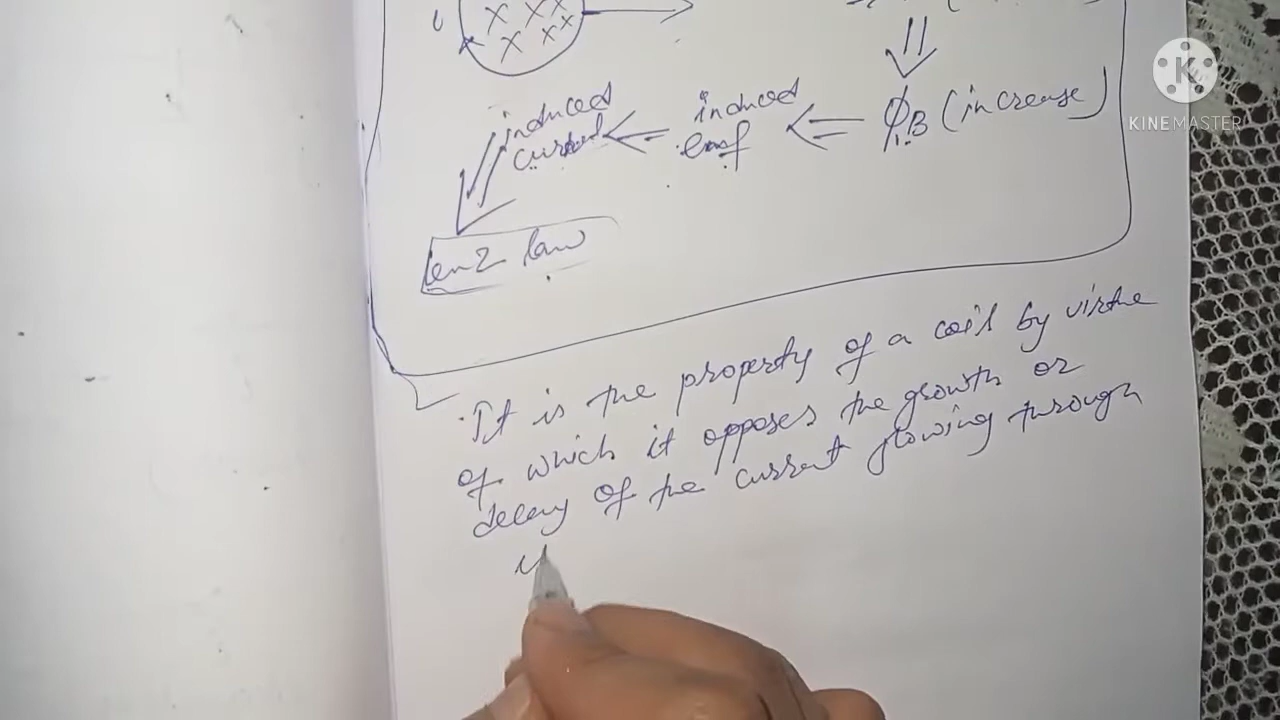 i x x x
x x x x
ϕB (increase)
induced
emf
induced
current
lenz law
It is the property of a coil by virtue
of which it opposes the growth or
decay of the current flowing through
i
K
KINEMASTER